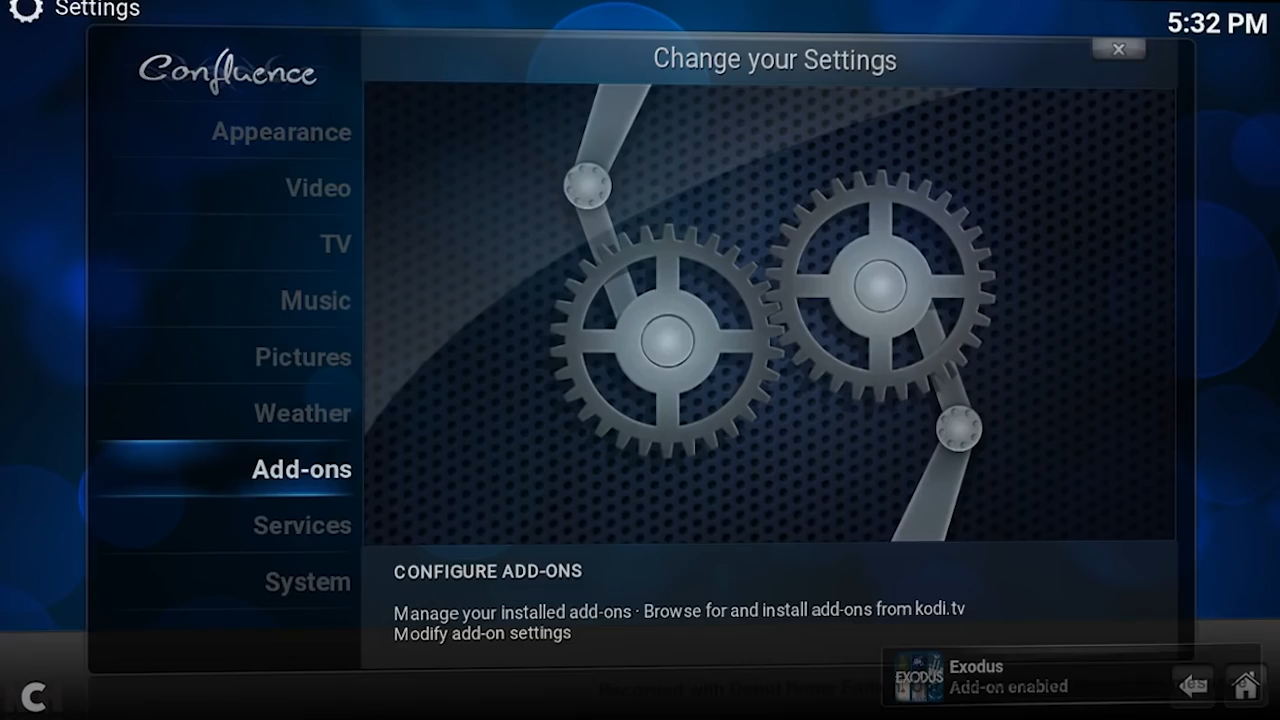 Settings
5:32 PM
Confluence
Change your Settings
Appearance
Video
TV
Music
Pictures
Weather
Add-ons
Services
System
CONFIGURE ADD-ONS
Manage your installed add-ons · Browse for and install add-ons from kodi.tv
Modify add-on settings
EXODUS
Exodus
Add-on enabled